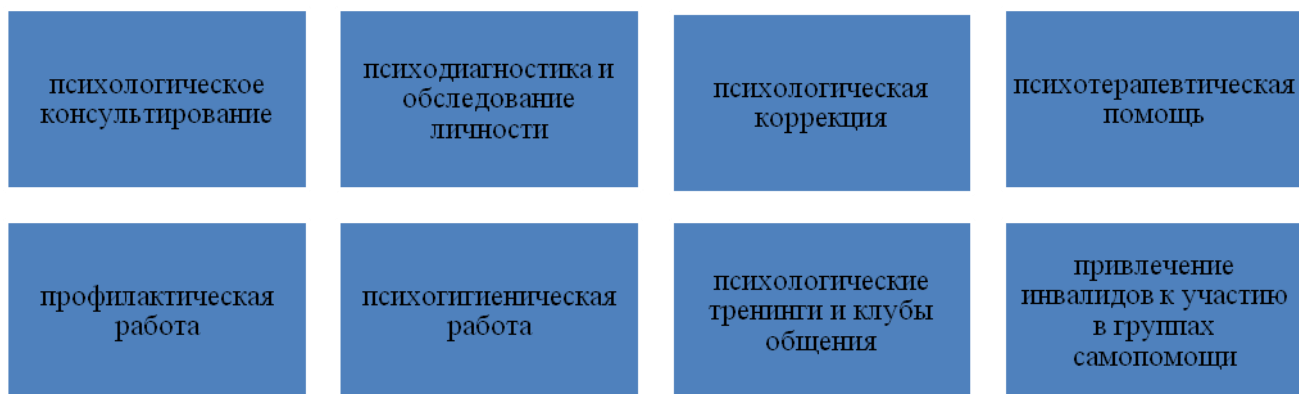 психологическое
консультирование
психодиагностика и
обследование
личности
психологическая
коррекция
психотерапевтическая
помощь
профилактическая
работа
психогигиеническая
работа
психологические
тренинги и клубы
общения
привлечение
инвалидов к участию
в группах
самопомощи